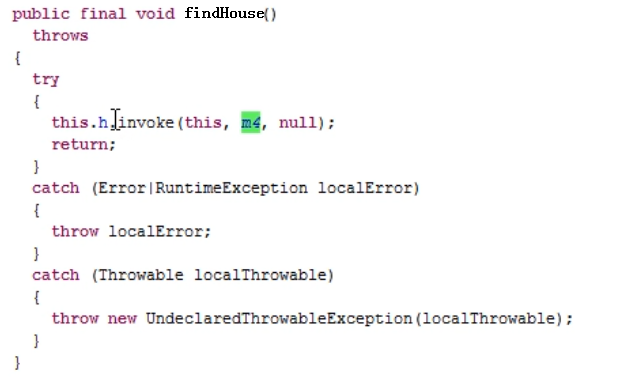 public final void findHouse()
  throws
{
  try
  {
    this.h.invoke(this, m4, null);
    return;
  }
  catch (Error|RuntimeException localError)
  {
    throw localError;
  }
  catch (Throwable localThrowable)
  {
    throw new UndeclaredThrowableException(localThrowable);
  }
}